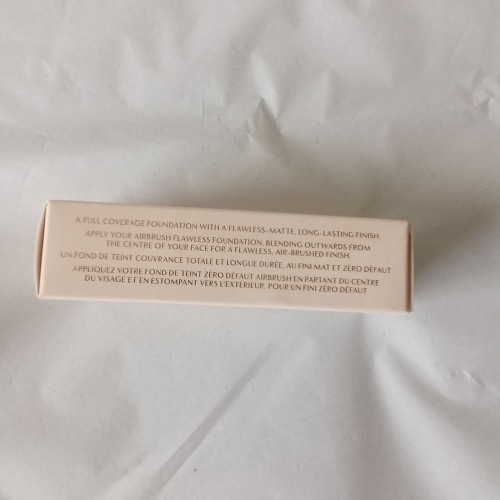 A FULL COVERAGE FOUNDATION WITH A FLAWLESS-MATTE, LONG-LASTING FINISH.
APPLY YOUR AIRBRUSH FLAWLESS FOUNDATION, BLENDING OUTWARDS FROM
THE CENTRE OF YOUR FACE FOR A FLAWLESS, AIR-BRUSHED FINISH.
UN FOND DE TEINT COUVRANCE TOTALE ET LONGUE DURÉE, AU FINI MAT ET ZÉRO DÉFAUT
APPLIQUEZ VOTRE FOND DE TEINT ZÉRO DÉFAUT AIRBRUSH EN PARTANT DU CENTRE
DU VISAGE ET EN ESTOMPANT VERS L'EXTÉRIEUR, POUR UN FINI ZÉRO DÉFAUT